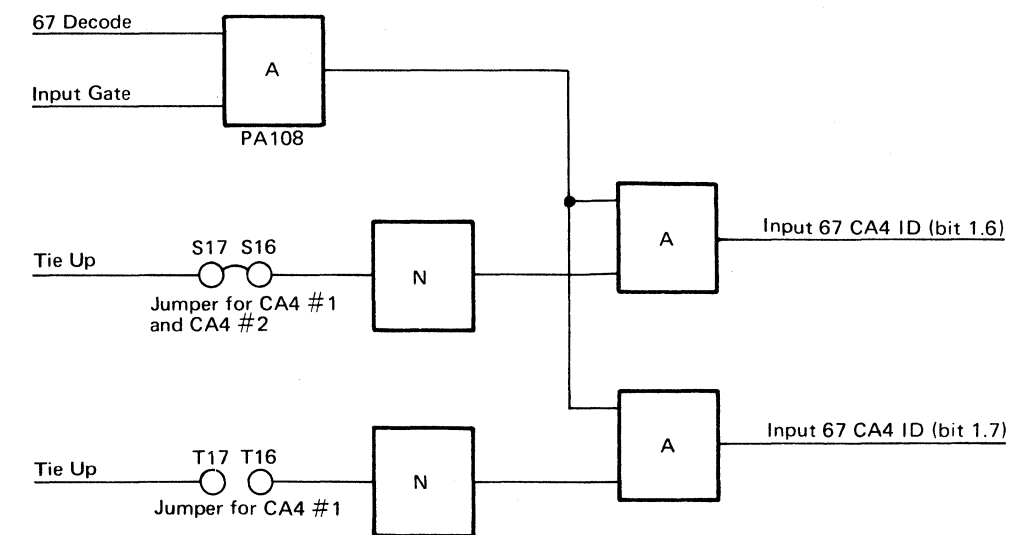 67 Decode
A
Input Gate
PA108
A
Input 67 CA4 ID (bit 1.6)
S17 S16
Tie Up
N
Jumper for CA4 #1
and CA4 #2
A
Input 67 CA4 ID (bit 1.7)
T17 T16
Tie Up
N
Jumper for CA4 #1